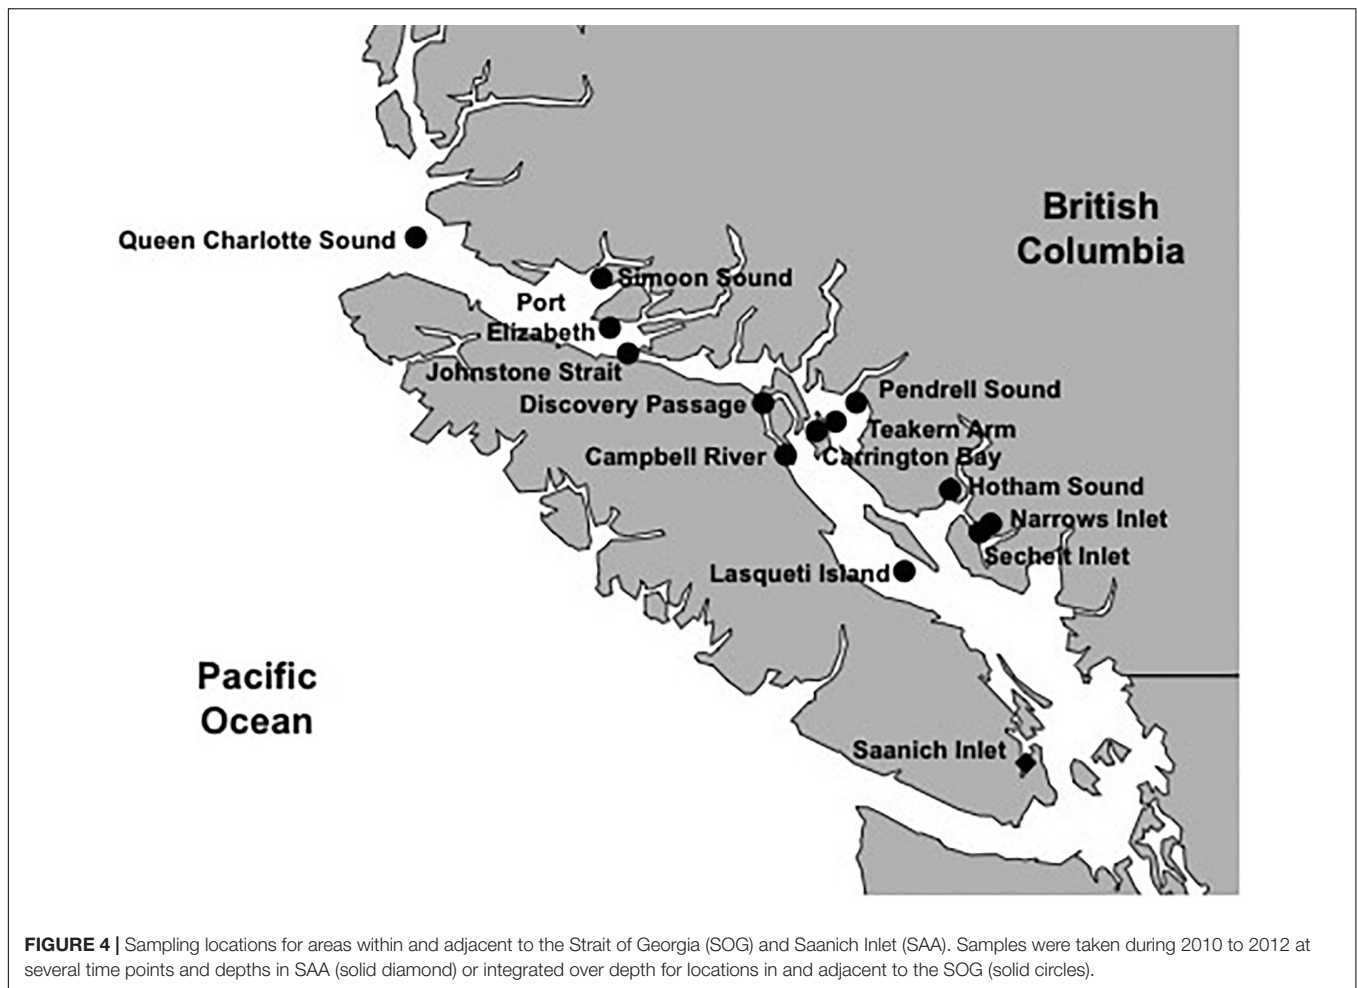 British
Columbia
Queen Charlotte Sound
Simoon Sound
Port
Elizabeth
Johnstone Strait
Discovery Passage
Pendrell Sound
Teakern Arm
Campbell River
Carrington Bay
Hotham Sound
Narrows Inlet
Sechelt Inlet
Lasqueti Island
Pacific
Ocean
Saanich Inlet
FIGURE 4 | Sampling locations for areas within and adjacent to the Strait of Georgia (SOG) and Saanich Inlet (SAA). Samples were taken during 2010 to 2012 at
several time points and depths in SAA (solid diamond) or integrated over depth for locations in and adjacent to the SOG (solid circles).